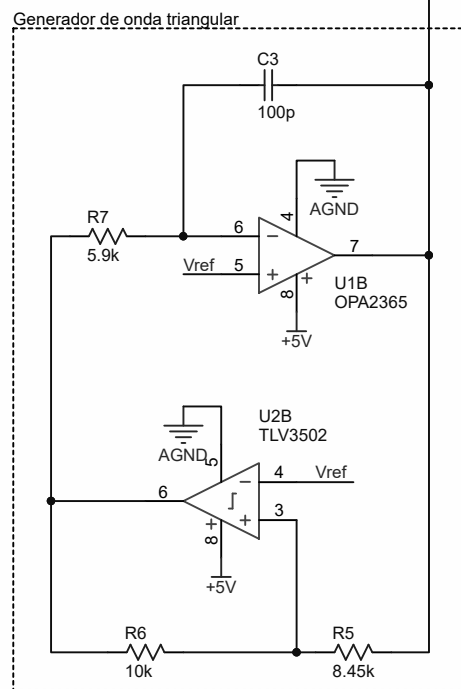 Generador de onda triangular
C3
100p
R7
5.9k
4
AGND
6
−
7
Vref
5
+
8
+
U1B
OPA2365
+5V
U2B
TLV3502
AGND
5
4
−
Vref
6
3
+
8
+
+5V
R6
10k
R5
8.45k